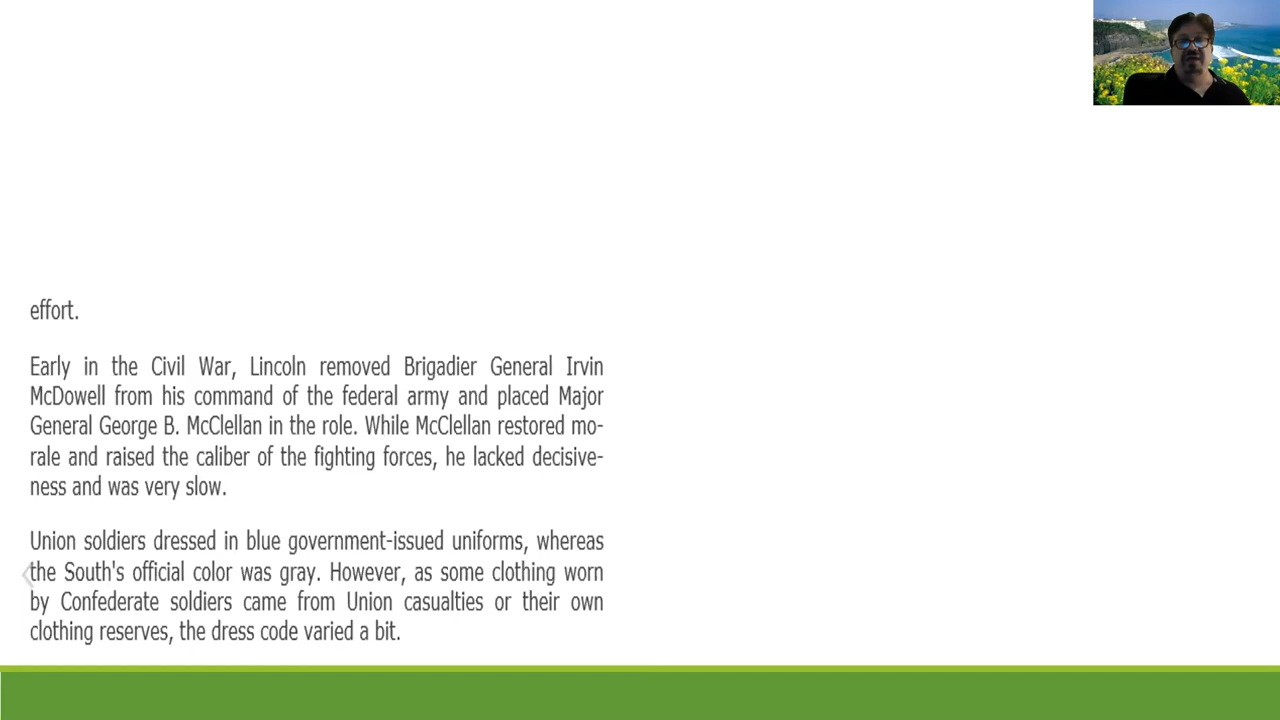 effort.
Early in the Civil War, Lincoln removed Brigadier General Irvin
McDowell from his command of the federal army and placed Major
General George B. McClellan in the role. While McClellan restored mo-
rale and raised the caliber of the fighting forces, he lacked decisive-
ness and was very slow.
Union soldiers dressed in blue government-issued uniforms, whereas
the South's official color was gray. However, as some clothing worn
by Confederate soldiers came from Union casualties or their own
clothing reserves, the dress code varied a bit.